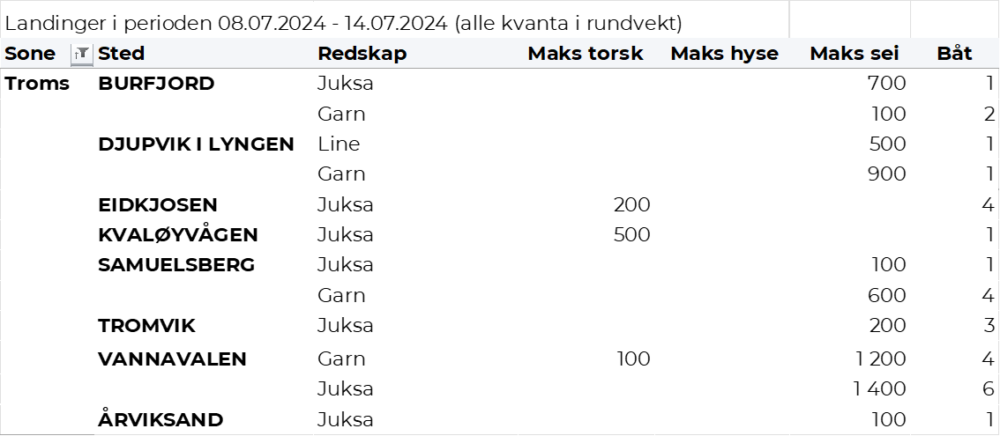 Landinger i perioden 08.07.2024 - 14.07.2024 (alle kvanta i rundvekt)
Sone Sted Redskap Maks torsk Maks hyse Maks sei Båt
Troms BURFJORD Juksa 700 1
Garn 100 2
DJUPVIK I LYNGEN Line 500 1
Garn 900 1
EIDKJOSEN Juksa 200 4
KVALØYVÅGEN Juksa 500 1
SAMUELSBERG Juksa 100 1
Garn 600 4
TROMVIK Juksa 200 3
VANNAVALEN Garn 100 1 200 4
Juksa 1 400 6
ÅRVIKSAND Juksa 100 1